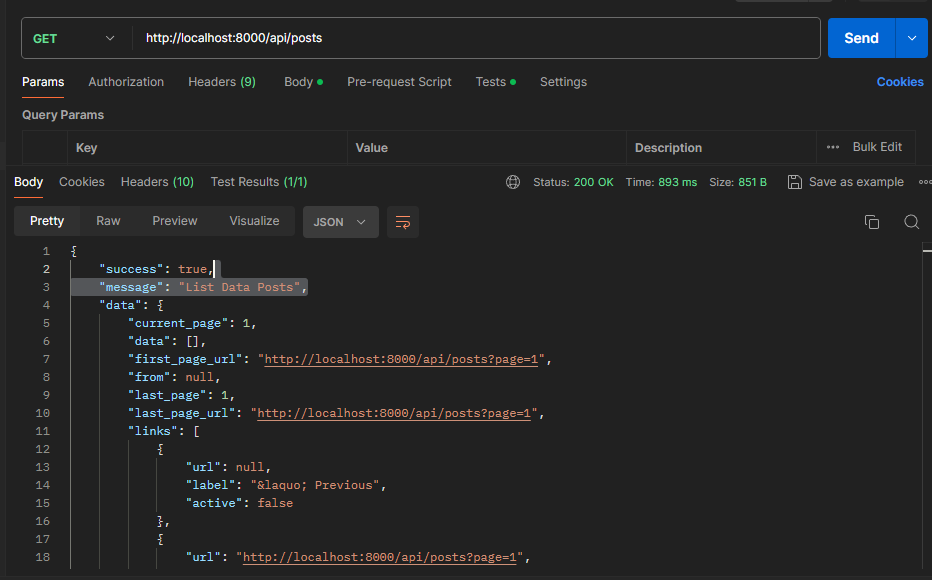 GET http://localhost:8000/api/posts Send
Params Authorization Headers (9) Body Pre-request Script Tests Settings Cookies
Query Params
Key Value Description ••• Bulk Edit
Body Cookies Headers (10) Test Results (1/1) Status: 200 OK Time: 893 ms Size: 851 B Save as example
Pretty Raw Preview Visualize JSON
1 {
2 "success": true,
3 "message": "List Data Posts",
4 "data": {
5 "current_page": 1,
6 "data": [],
7 "first_page_url": "http://localhost:8000/api/posts?page=1",
8 "from": null,
9 "last_page": 1,
10 "last_page_url": "http://localhost:8000/api/posts?page=1",
11 "links": [
12 {
13 "url": null,
14 "label": "&laquo; Previous",
15 "active": false
16 },
17 {
18 "url": "http://localhost:8000/api/posts?page=1",